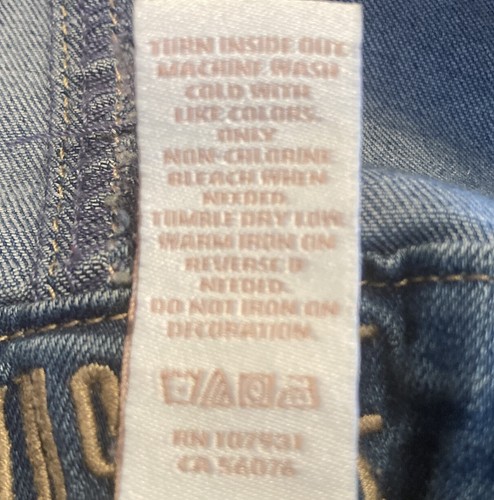 TURN INSIDE OUT
MACHINE WASH
COLD WITH
LIKE COLORS.
ONLY
NON-CHLORINE
BLEACH WHEN
NEEDED.
TUMBLE DRY LOW.
WARM IRON ON
REVERSE IF
NEEDED.
DO NOT IRON ON
DECORATION.
RN 107931
CA 56076